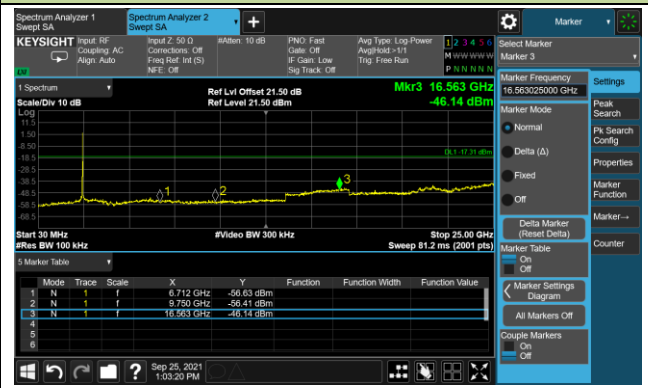 Spectrum Analyzer 1
Swept SA
Spectrum Analyzer 2
Swept SA
Marker
KEYSIGHT
Input: RF
Coupling: AC
Align: Auto
Input Z: 50 Ω
Corrections: Off
Freq Ref: Int (S)
NFE: Off
#Atten: 10 dB
PNO: Fast
Gate: Off
IF Gain: Low
Sig Track: Off
Avg Type: Log-Power
Avg|Hold:>1/1
Trig: Free Run
1 2 3 4 5 6
M W W W W W
P N N N N N
Select Marker
Marker 3
1 Spectrum
Scale/Div 10 dB
Log
Ref Lvl Offset 21.50 dB
Ref Level 21.50 dBm
Mkr3 16.563 GHz
-46.14 dBm
11.5
1.50
-8.50
-18.5
-28.5
-38.5
-48.5
-58.5
-68.5
DL1 -17.31 dBm
1
2
3
Start 30 MHz
#Res BW 100 kHz
#Video BW 300 kHz
Stop 25.00 GHz
Sweep 81.2 ms (2001 pts)
5 Marker Table
Mode Trace Scale X Y Function Function Width Function Value
1 N 1 f 6.712 GHz -56.63 dBm
2 N 1 f 9.750 GHz -56.41 dBm
3 N 1 f 16.563 GHz -46.14 dBm
4
5
6
Marker Frequency
16.563025000 GHz
Marker Mode
Normal
Delta (Δ)
Fixed
Off
Delta Marker
(Reset Delta)
Marker Table
On
Off
Marker Settings
Diagram
All Markers Off
Couple Markers
On
Off
Settings
Peak
Search
Pk Search
Config
Properties
Marker
Function
Marker→
Counter
?
Sep 25, 2021
1:03:20 PM